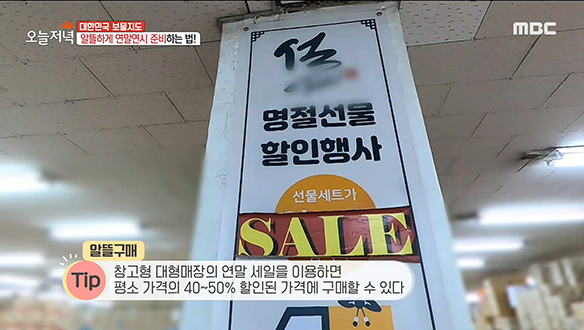 오늘저녁
대한민국 보물지도
알뜰하게 연말연시 준비하는 법!
MBC
설
명절선물
할인행사
선물세트가
SALE
알뜰구매
Tip
창고형 대형매장의 연말 세일을 이용하면
평소 가격의 40~50% 할인된 가격에 구매할 수 있다